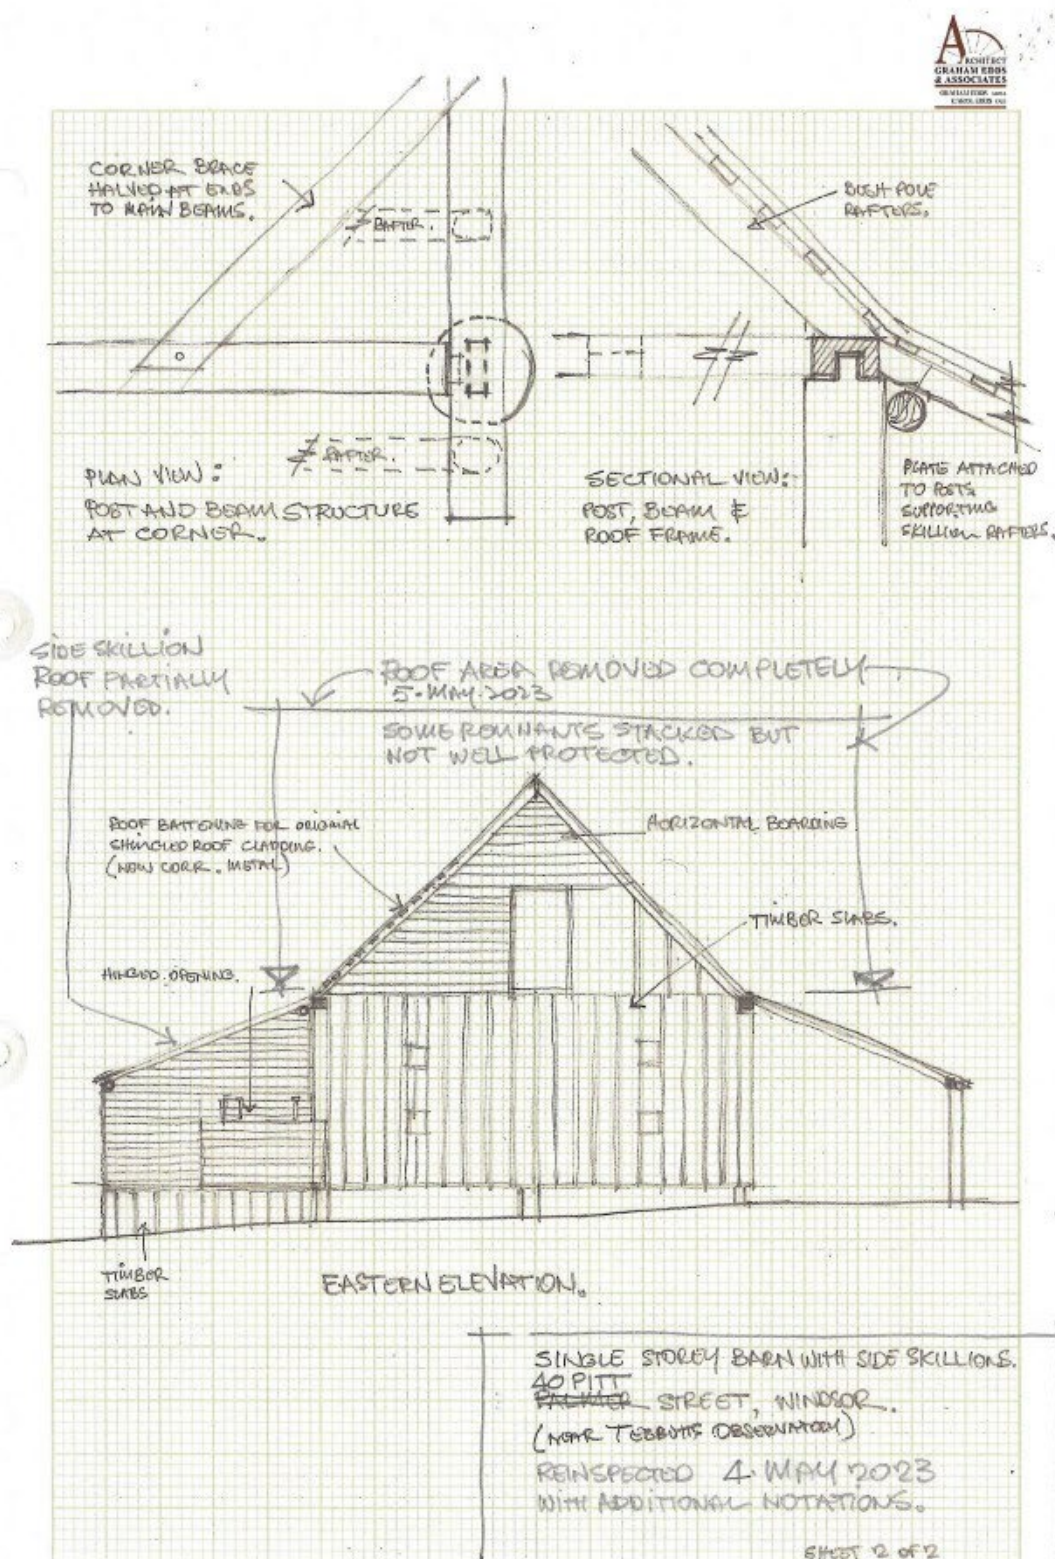 ARCHITECT
GRAHAM EDDS
& ASSOCIATES
CORNER BRACE
HALVED AT ENDS
TO MAIN BEAMS.
RAFTER.
RAFTER.
PLAN VIEW:
POST AND BEAM STRUCTURE
AT CORNER.
BUSH POLE
RAFTERS.
SECTIONAL VIEW:-
POST, BEAM &
ROOF FRAME.
PLATE ATTACHED
TO POSTS
SUPPORTING
SKILLION RAFTERS.
SIDE SKILLION
ROOF PARTIALLY
REMOVED.
ROOF AREA REMOVED COMPLETELY
5·MAY·2023
SOME REMNANTS STACKED BUT
NOT WELL PROTECTED.
ROOF BATTENING FOR ORIGINAL
SHINGLED ROOF CLADDING.
(NOW CORR. METAL)
HORIZONTAL BOARDING
TIMBER SLABS.
HINGED OPENING.
TIMBER
SLABS
EASTERN ELEVATION.
SINGLE STOREY BARN WITH SIDE SKILLIONS.
40 PITT
PALMER STREET, WINDSOR.
(NEAR TEBBUTTS OBSERVATORY)
REINSPECTED 4·MAY 2023
WITH ADDITIONAL NOTATIONS.
SHEET 2 OF 2